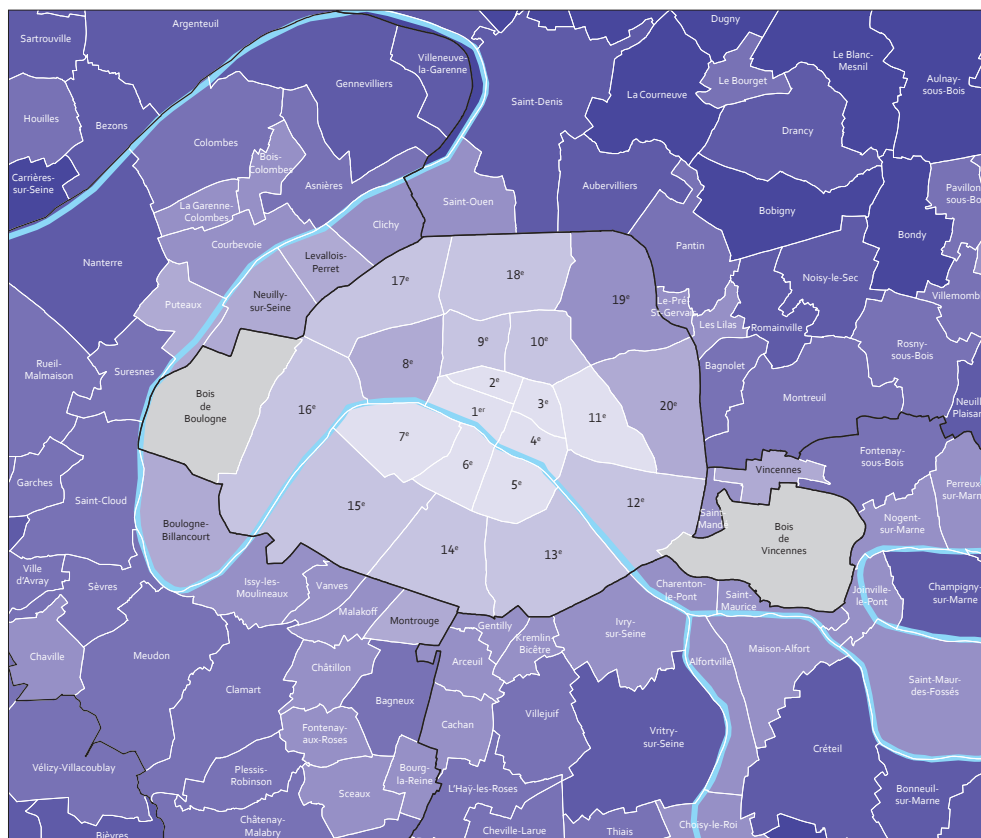 Argenteuil
Dugny
Sartrouville
Villeneuve-
la-Garenne
Le Blanc-
Mesnil
Gennevilliers
Le Bourget
Aulnay-
sous-Bois
La Courneuve
Saint-Denis
Houilles
Bezons
Drancy
Colombes
Bois-
Colombes
Carrières-
sur-Seine
Asnières
Aubervilliers
Pavillon
sous-Bo
Saint-Ouen
La Garenne-
Colombes
Bobigny
Clichy
Bondy
Courbevoie
Pantin
Levallois-
Perret
Nanterre
17e
18e
Noisy-le-Sec
Neuilly-
sur-Seine
19e
Villemomb
Puteaux
Le-Pré
St-Gervais
Les Lilas
Romainville
9e
10e
Rosny-
sous-Bois
Rueil-
Malmaison
Suresnes
8e
Bagnolet
2e
Bois
de
Boulogne
16e
1er
3e
11e
20e
Montreuil
Neuill
Plaisan
7e
4e
6e
5e
Fontenay-
sous-Bois
Vincennes
Garches
Saint-Cloud
Perreux
sur-Marn
15e
12e
Saint-
Mandé
Bois
de
Vincennes
Nogent-
sur-Marne
Boulogne-
Billancourt
14e
13e
Ville
d'Avray
Sèvres
Issy-les-
Moulineaux
Vanves
Charenton-
le-Pont
Saint-
Maurice
Joinville-
le-Pont
Champigny-
sur-Marne
Malakoff
Montrouge
Gentilly
Kremlin-
Bicêtre
Ivry-
sur-Seine
Chaville
Meudon
Châtillon
Arceuil
Alfortville
Maison-Alfort
Clamart
Bagneux
Saint-Maur-
des-Fossés
Fontenay-
aux-Roses
Cachan
Villejuif
Vritry-
sur-Seine
Créteil
Vélizy-Villacoublay
Plessis-
Robinson
Bourg-
la-Reine
Sceaux
L'Haÿ-les-Roses
Bonneuil-
sur-Marne
Châtenay-
Malabry
Cheville-Larue
Thiais
Choisy-le-Roi
Bièvres